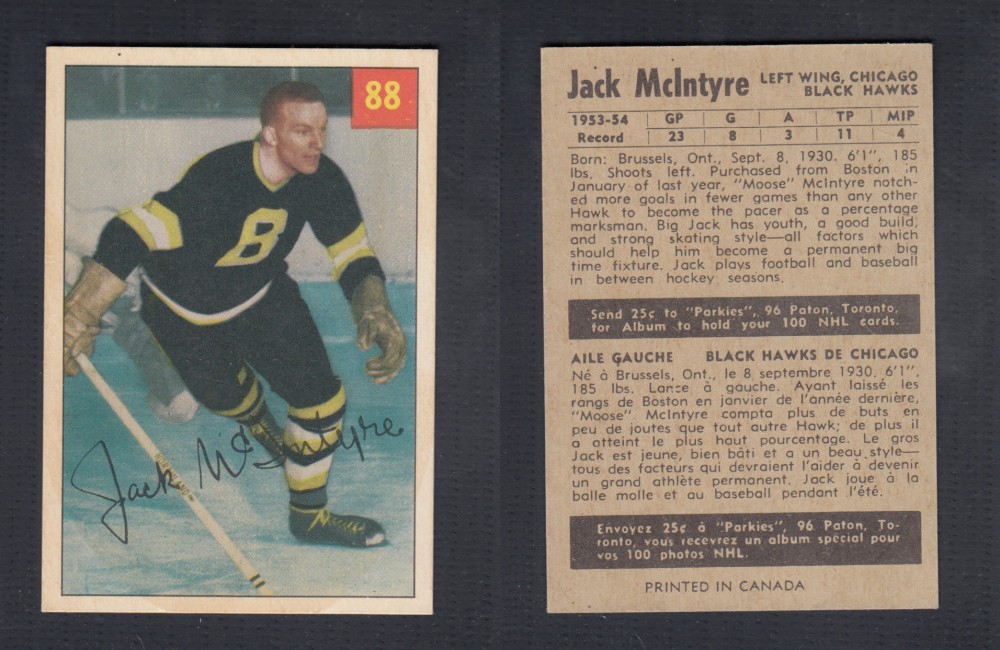 88
B
Jack McIntyre
Jack McIntyre LEFT WING, CHICAGO
BLACK HAWKS
1953-54 GP G A TP MIP
Record 23 8 3 11 4
Born: Brussels, Ont., Sept. 8, 1930. 6'1", 185
lbs. Shoots left. Purchased from Boston in
January of last year, "Moose" McIntyre notch-
ed more goals in fewer games than any other
Hawk to become the pacer as a percentage
marksman. Big Jack has youth, a good build,
and strong skating style—all factors which
should help him become a permanent big
time fixture. Jack plays football and baseball
in between hockey seasons.
Send 25¢ to "Parkies", 96 Paton, Toronto,
for Album to hold your 100 NHL cards.
AILE GAUCHE BLACK HAWKS DE CHICAGO
Né à Brussels, Ont., le 8 septembre 1930, 6'1",
185 lbs. Lance à gauche. Ayant laissé les
rangs de Boston en janvier de l'année dernière,
"Moose" McIntyre compta plus de buts en
peu de joutes que tout autre Hawk; de plus il
a atteint le plus haut pourcentage. Le gros
Jack est jeune, bien bâti et a un beau style—
tous des facteurs qui devraient l'aider à devenir
un grand athlète permanent. Jack joue à la
balle molle et au baseball pendant l'été.
Envoyez 25¢ à "Parkies", 96 Paton, To-
ronto, vous recevrez un album spécial pour
vos 100 photos NHL.
PRINTED IN CANADA